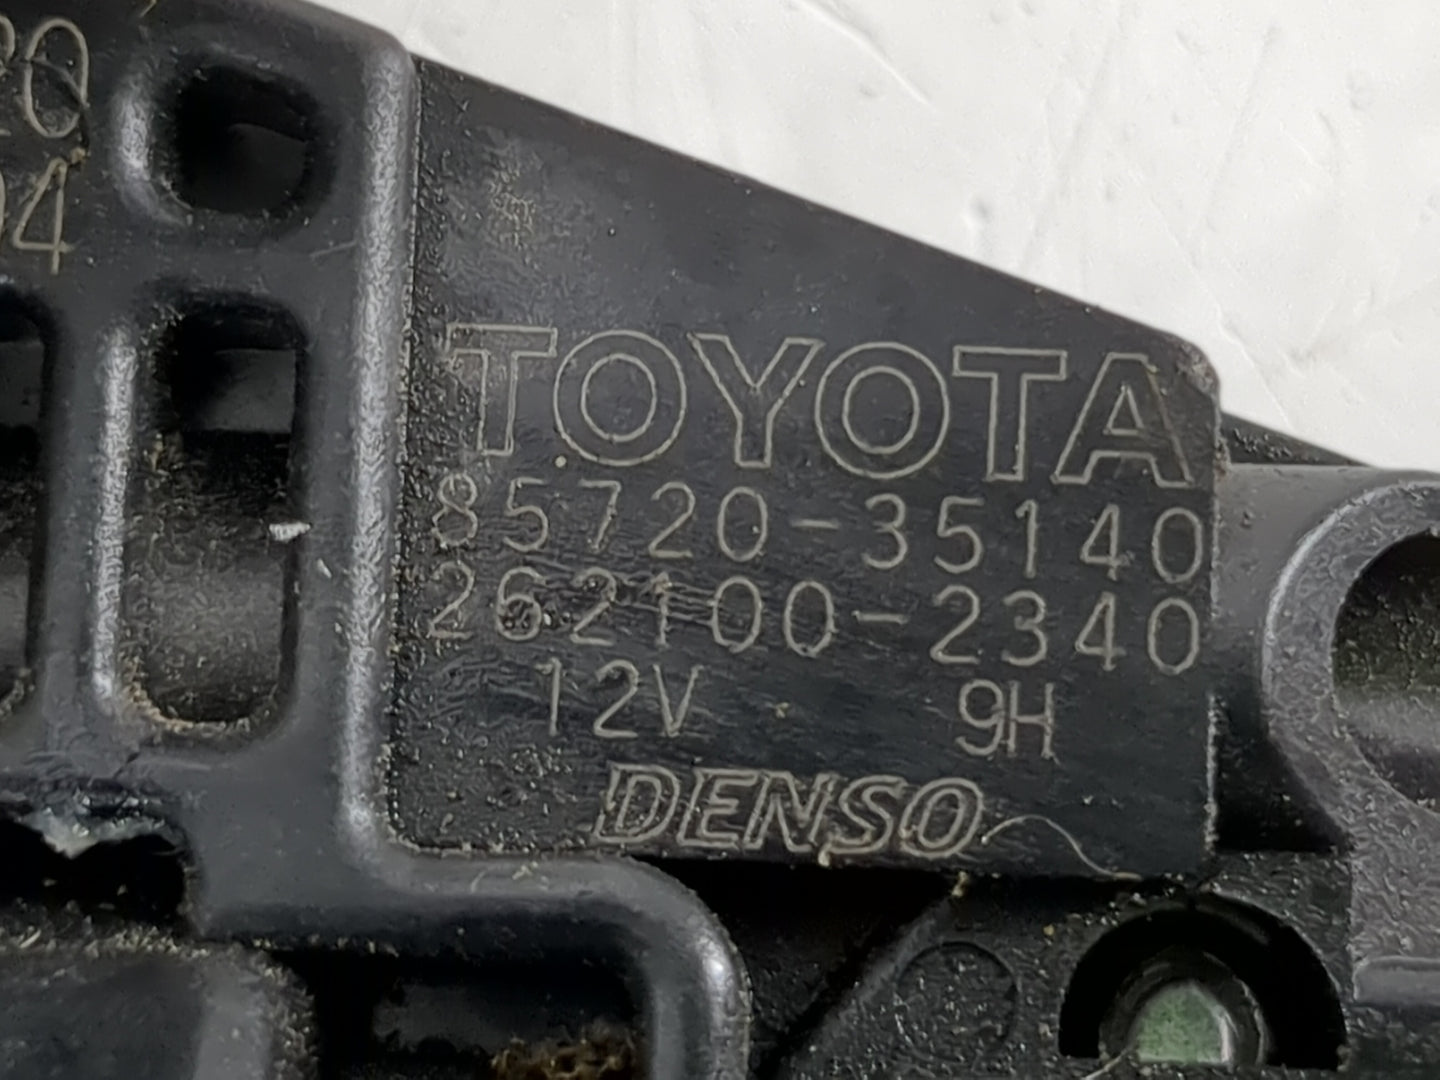 TOYOTA
85720-35140
262100-2340
12V 9H
DENSO